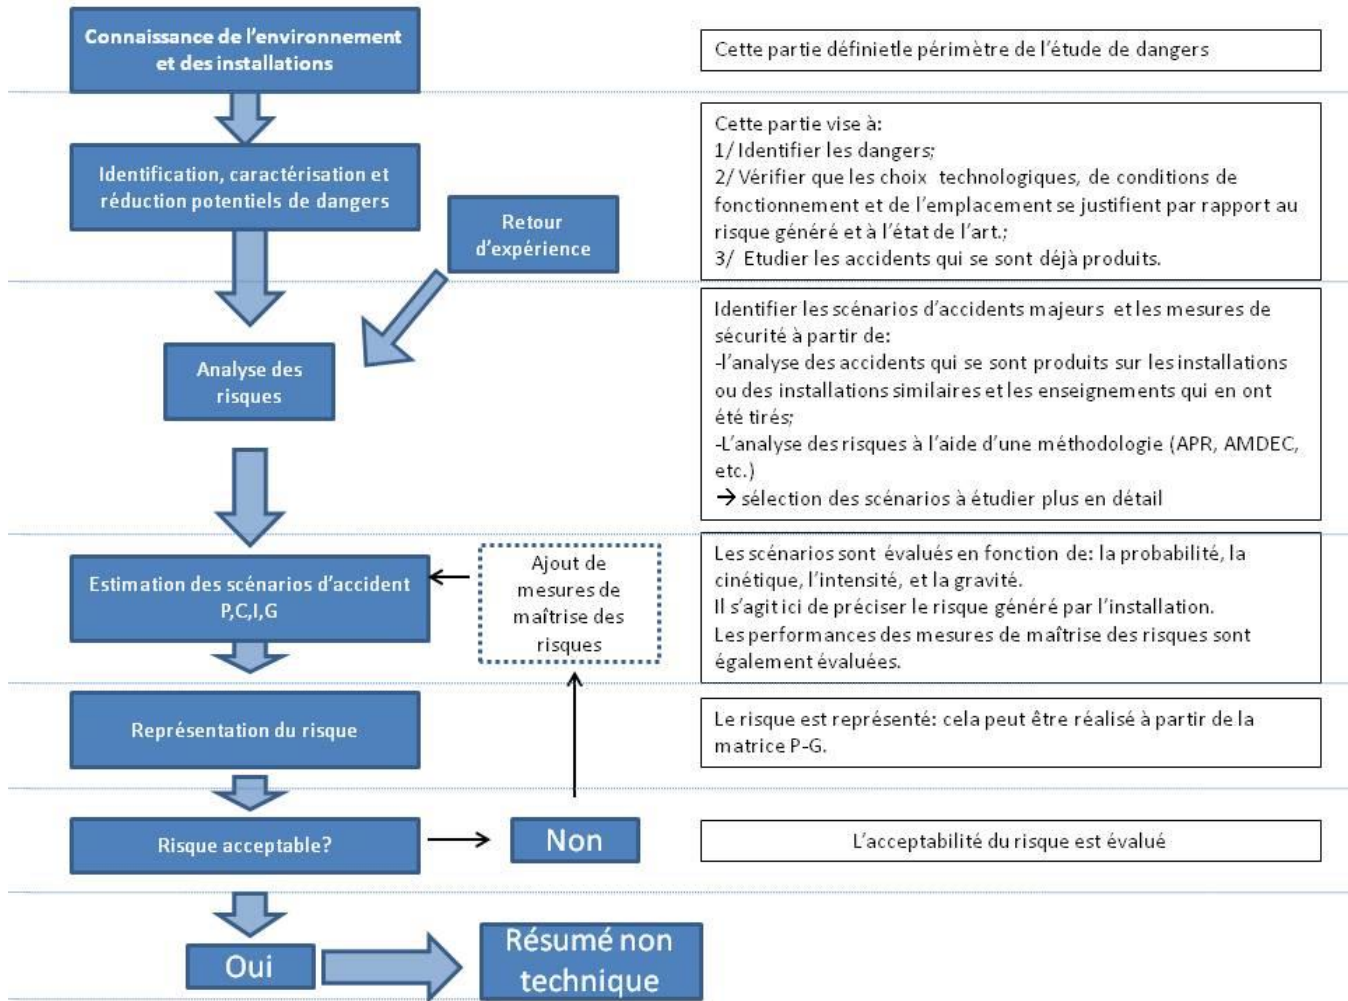 Connaissance de l'environnement
et des installations
Cette partie définietle périmètre de l'étude de dangers
Identification, caractérisation et
réduction potentiels de dangers
Retour
d'expérience
Cette partie vise à:
1/ Identifier les dangers;
2/ Vérifier que les choix technologiques, de conditions de
fonctionnement et de l'emplacement se justifient par rapport au
risque généré et à l'état de l'art.;
3/ Etudier les accidents qui se sont déjà produits.
Analyse des
risques
Identifier les scénarios d'accidents majeurs et les mesures de
sécurité à partir de:
-l'analyse des accidents qui se sont produits sur les installations
ou des installations similaires et les enseignements qui en ont
été tirés;
-L'analyse des risques à l'aide d'une méthodologie (APR, AMDEC,
etc.)
→ sélection des scénarios à étudier plus en détail
Estimation des scénarios d'accident
P,C,I,G
Ajout de
mesures de
maîtrise des
risques
Les scénarios sont évalués en fonction de: la probabilité, la
cinétique, l'intensité, et la gravité.
Il s'agit ici de préciser le risque généré par l'installation.
Les performances des mesures de maîtrise des risques sont
également évaluées.
Représentation du risque
Le risque est représenté: cela peut être réalisé à partir de la
matrice P-G.
Risque acceptable?
Non
L'acceptabilité du risque est évalué
Oui
Résumé non
technique